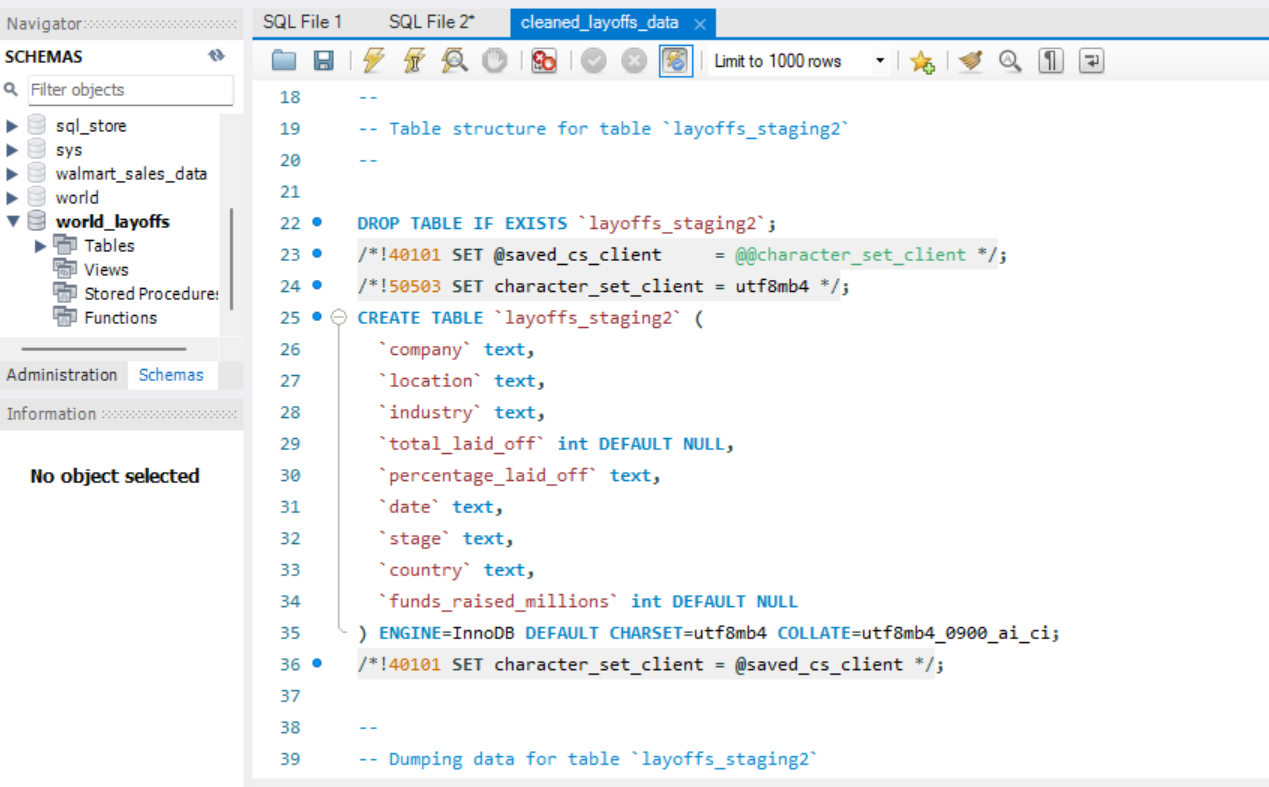 Navigator
SCHEMAS
Filter objects
sql_store
sys
walmart_sales_data
world
world_layoffs
Tables
Views
Stored Procedures
Functions
Administration Schemas
Information
No object selected
SQL File 1 SQL File 2* cleaned_layoffs_data ×
Limit to 1000 rows
18 --
19 -- Table structure for table `layoffs_staging2`
20 --
21
22 DROP TABLE IF EXISTS `layoffs_staging2`;
23 /*!40101 SET @saved_cs_client     = @@character_set_client */;
24 /*!50503 SET character_set_client = utf8mb4 */;
25 CREATE TABLE `layoffs_staging2` (
26 `company` text,
27 `location` text,
28 `industry` text,
29 `total_laid_off` int DEFAULT NULL,
30 `percentage_laid_off` text,
31 `date` text,
32 `stage` text,
33 `country` text,
34 `funds_raised_millions` int DEFAULT NULL
35 ) ENGINE=InnoDB DEFAULT CHARSET=utf8mb4 COLLATE=utf8mb4_0900_ai_ci;
36 /*!40101 SET character_set_client = @saved_cs_client */;
37
38 --
39 -- Dumping data for table `layoffs_staging2`